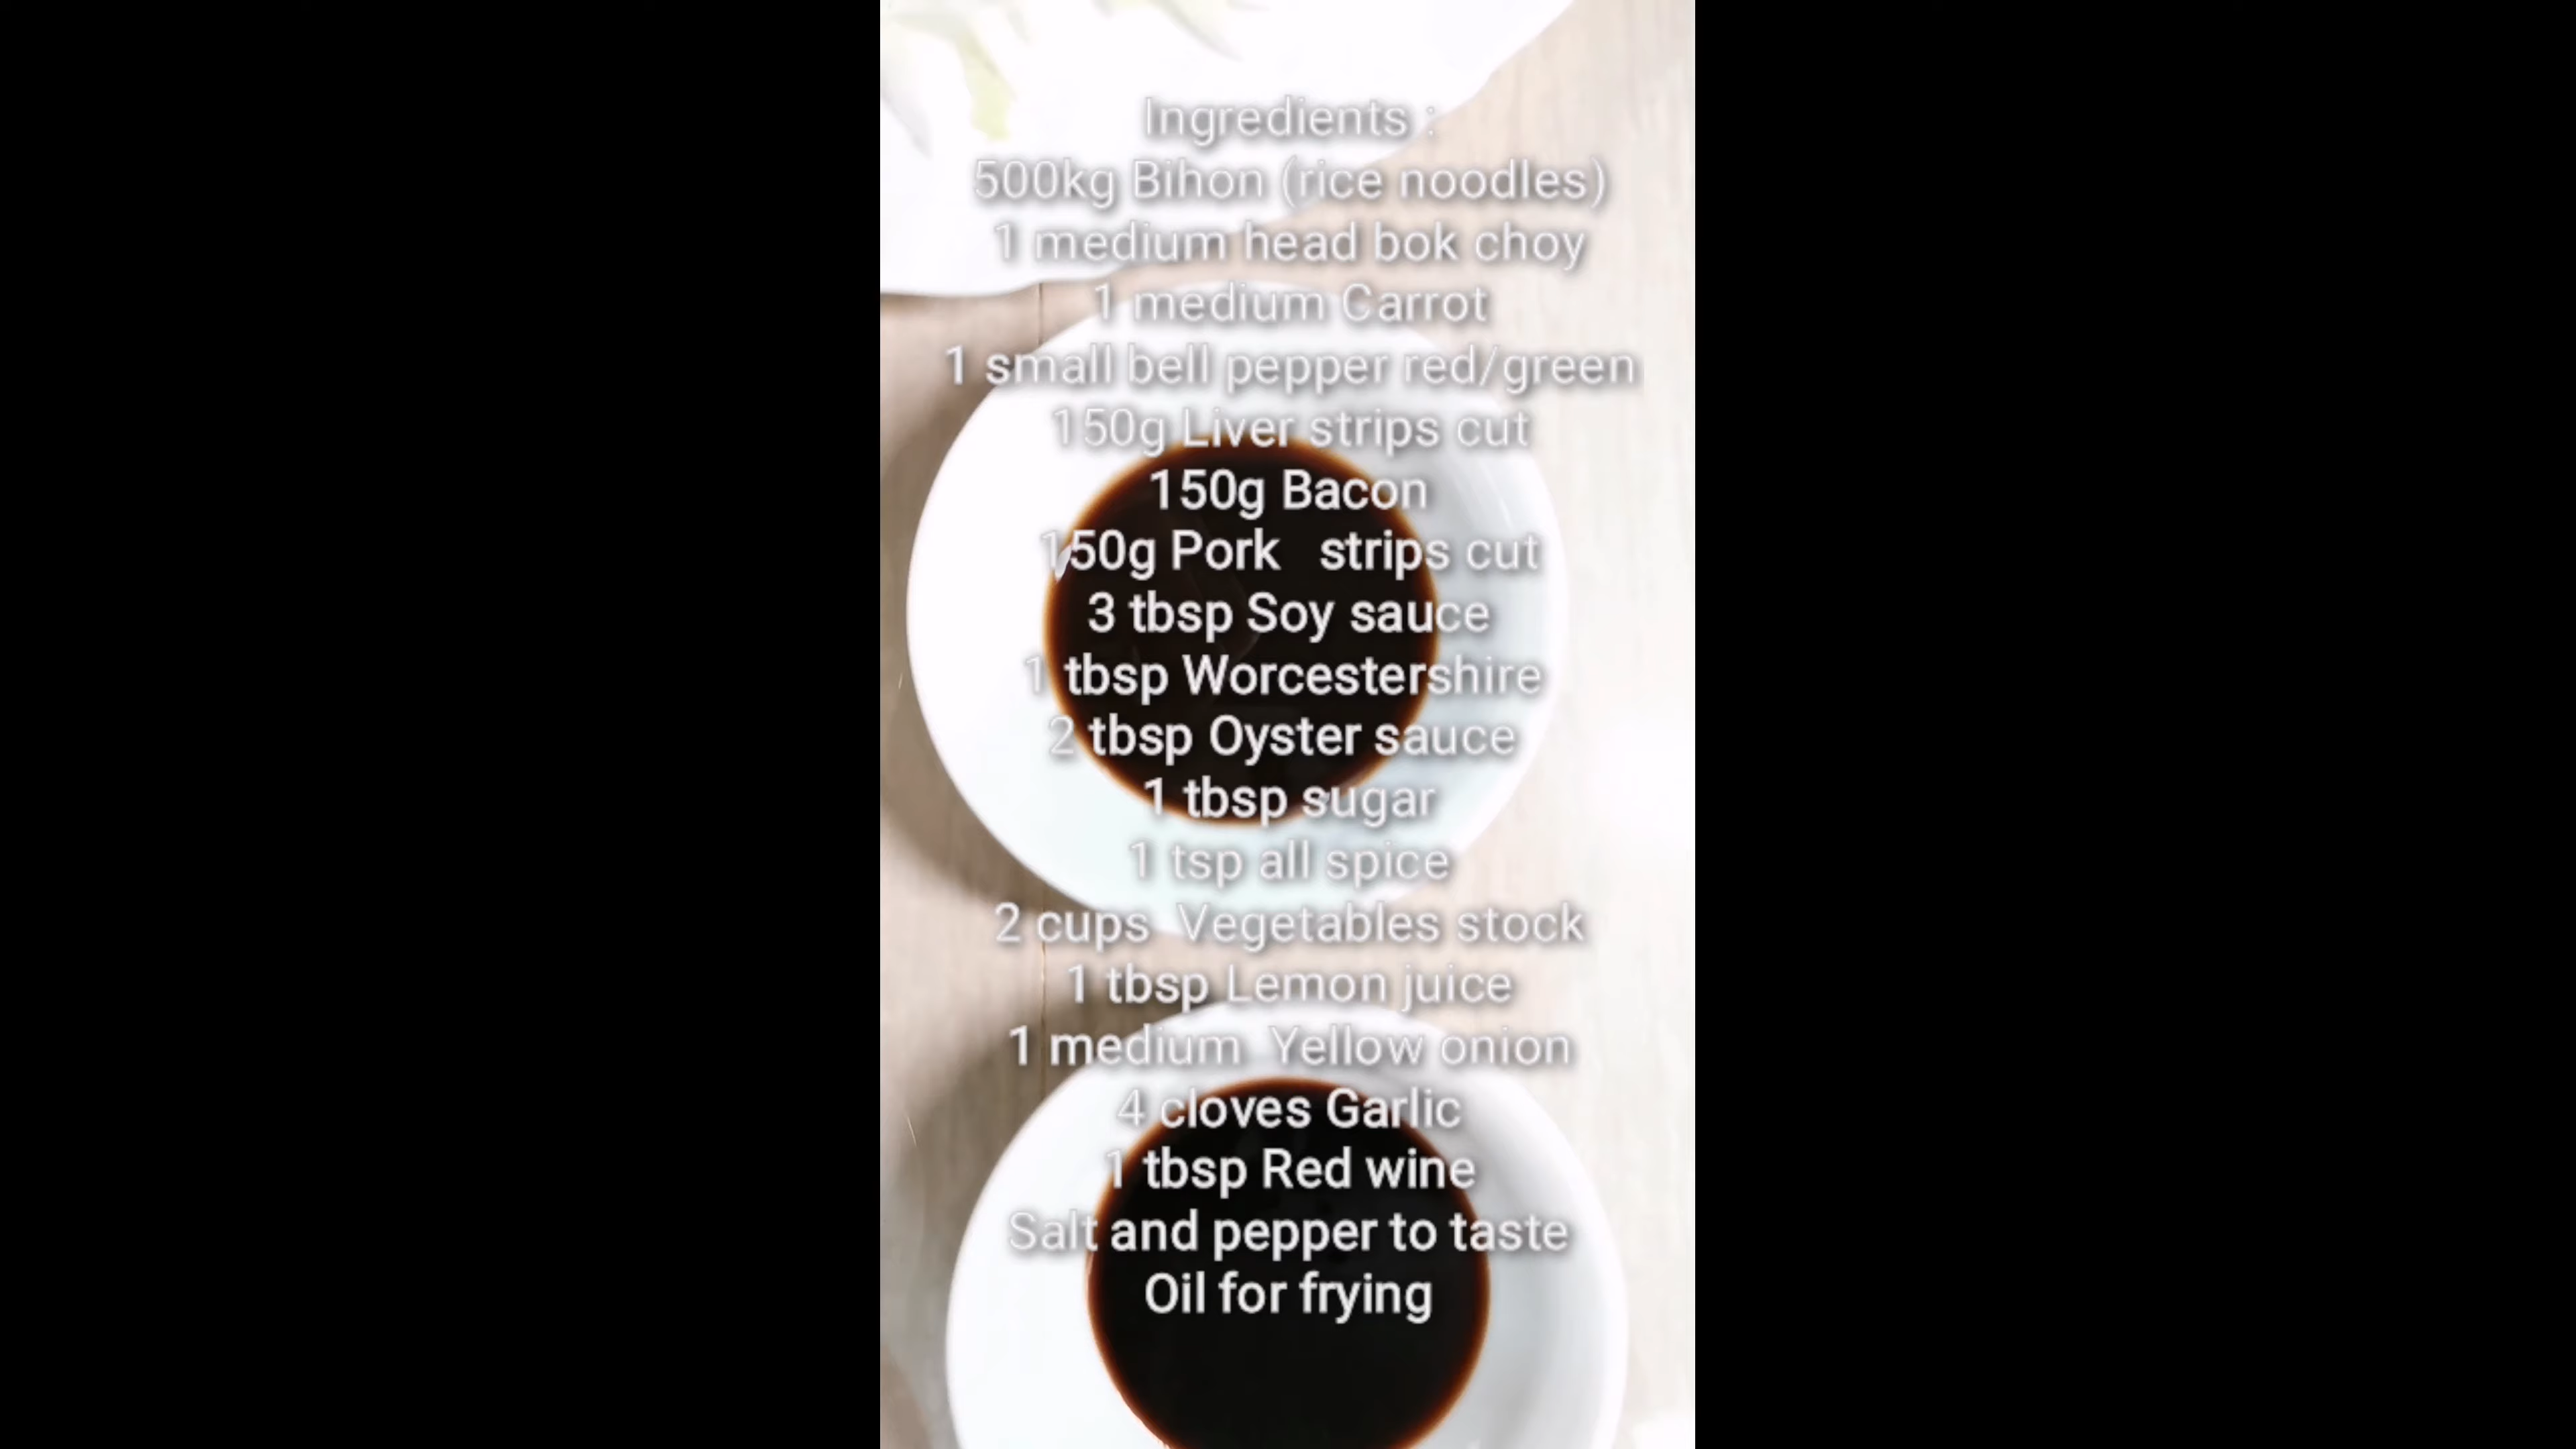 Ingredients :
500kg Bihon (rice noodles)
1 medium head bok choy
1 medium Carrot
1 small bell pepper red/green
150g Liver strips cut
150g Bacon
150g Pork   strips cut
3 tbsp Soy sauce
1 tbsp Worcestershire
2 tbsp Oyster sauce
1 tbsp sugar
1 tsp all spice
2 cups  Vegetables stock
1 tbsp Lemon juice
1 medium  Yellow onion
4 cloves Garlic
1 tbsp Red wine
Salt and pepper to taste
Oil for frying